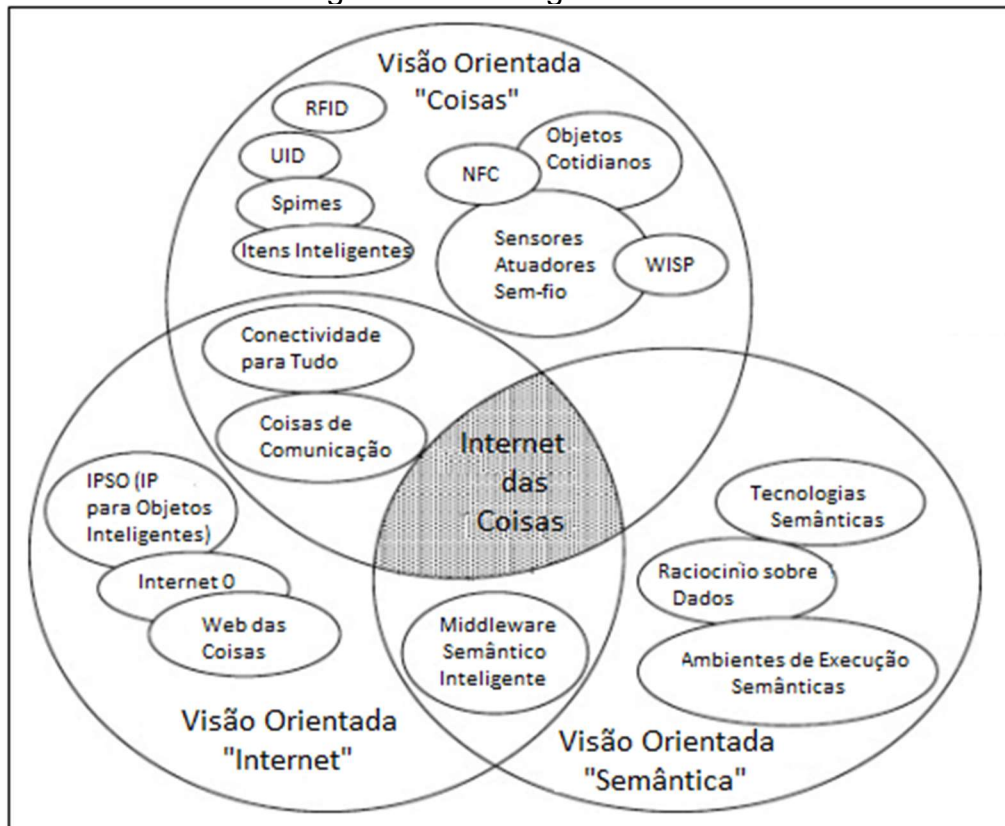 Visão Orientada
"Coisas"
RFID
UID
Spimes
Itens Inteligentes
Objetos
Cotidianos
NFC
Sensores
Atuadores
Sem-fio
WISP
Conectividade
para Tudo
Coisas de
Comunicação
Internet
das
Coisas
IPSO (IP
para Objetos
Inteligentes)
Internet 0
Web das
Coisas
Middleware
Semântico
Inteligente
Tecnologias
Semânticas
Raciocinio sobre
Dados
Ambientes de Execução
Semânticas
Visão Orientada
"Internet"
Visão Orientada
"Semântica"